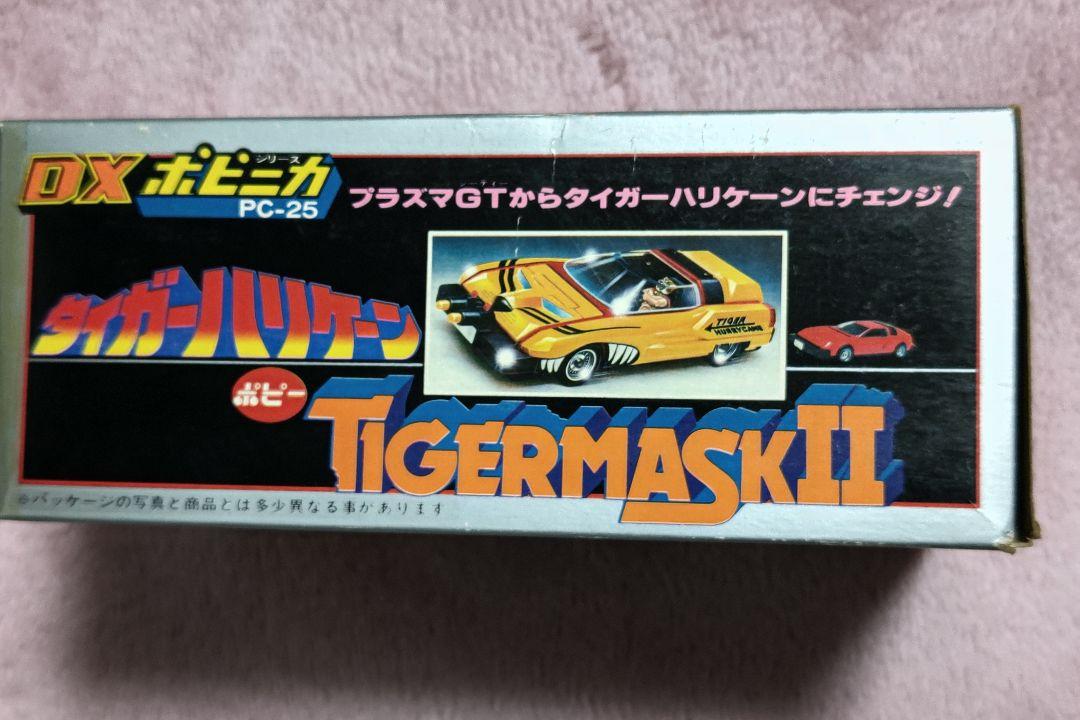 DX ポピニカ シリーズ
PC-25
プラズマGTからタイガーハリケーンにチェンジ!
タイガーハリケーン
TIGER
HURRYCANE
ポピー
TIGERMASKII
※パッケージの写真と商品とは多少異なる事があります